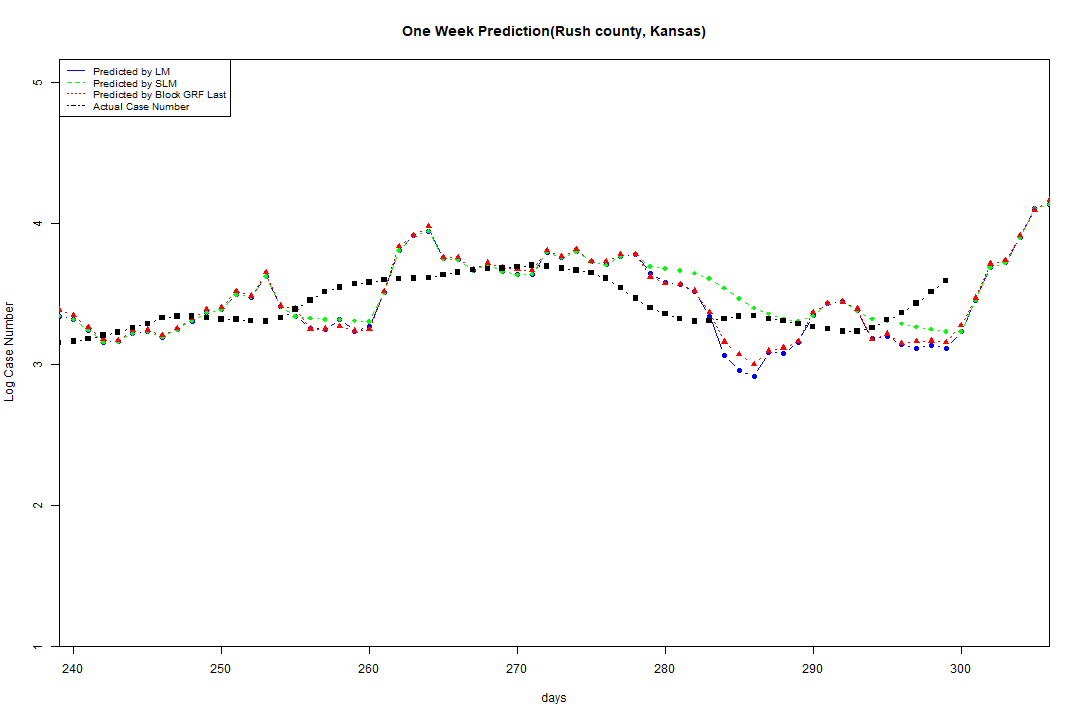 One Week Prediction(Rush county, Kansas)
Predicted by LM
Predicted by SLM
Predicted by Block GRF Last
Actual Case Number
5
4
3
2
1
Log Case Number
240 250 260 270 280 290 300
days